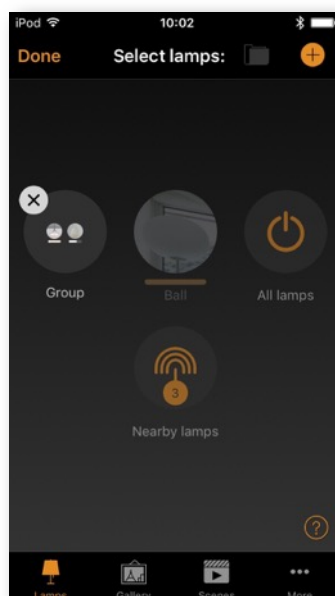 iPod 10:02
Done Select lamps:
Group Ball All lamps
3
Nearby lamps
?
Lamps Gallery Scenes More